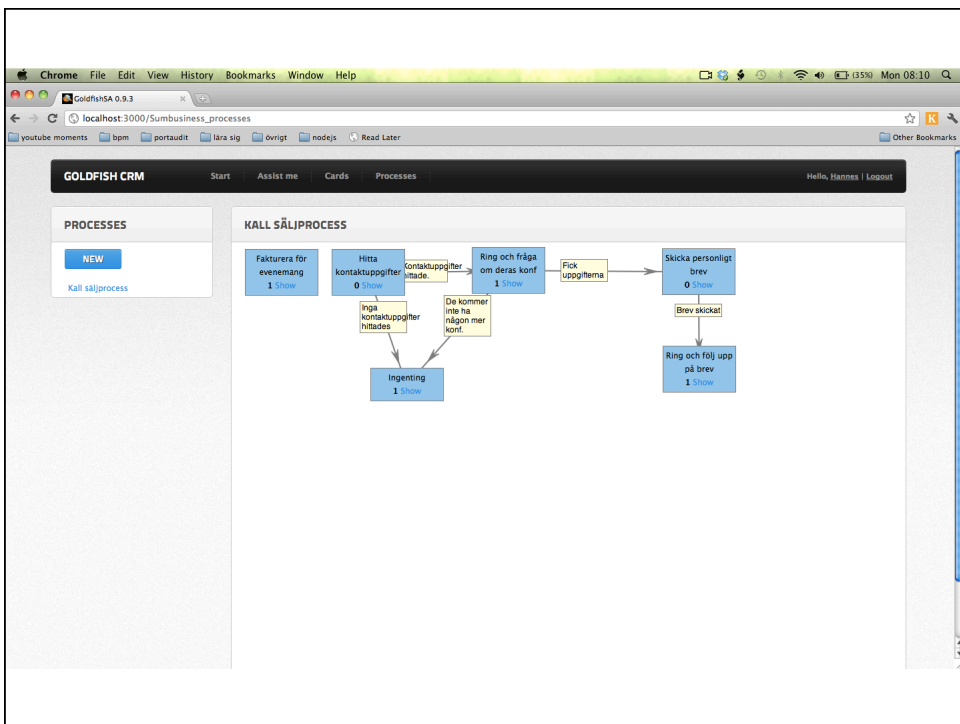 Chrome File Edit View History Bookmarks Window Help
(35%) Mon 08:10
GoldfishSA 0.9.3
localhost:3000/Sumbusiness_processes
K
youtube moments bpm portaudit lära sig övrigt nodejs Read Later
Other Bookmarks
GOLDFISH CRM Start Assist me Cards Processes
Hello, Hannes | Logout
PROCESSES
NEW
Kall säljprocess
KALL SÄLJPROCESS
Fakturera för
evenemang
1 Show
Hitta
kontaktuppgifter
0 Show
Kontaktuppgifter
hittade.
Ring och fråga
om deras konf
1 Show
Fick
uppgifterna
Skicka personligt
brev
0 Show
Inga
kontaktuppgifter
hittades
De kommer
inte ha
någon mer
konf.
Brev skickat
Ingenting
1 Show
Ring och följ upp
på brev
1 Show